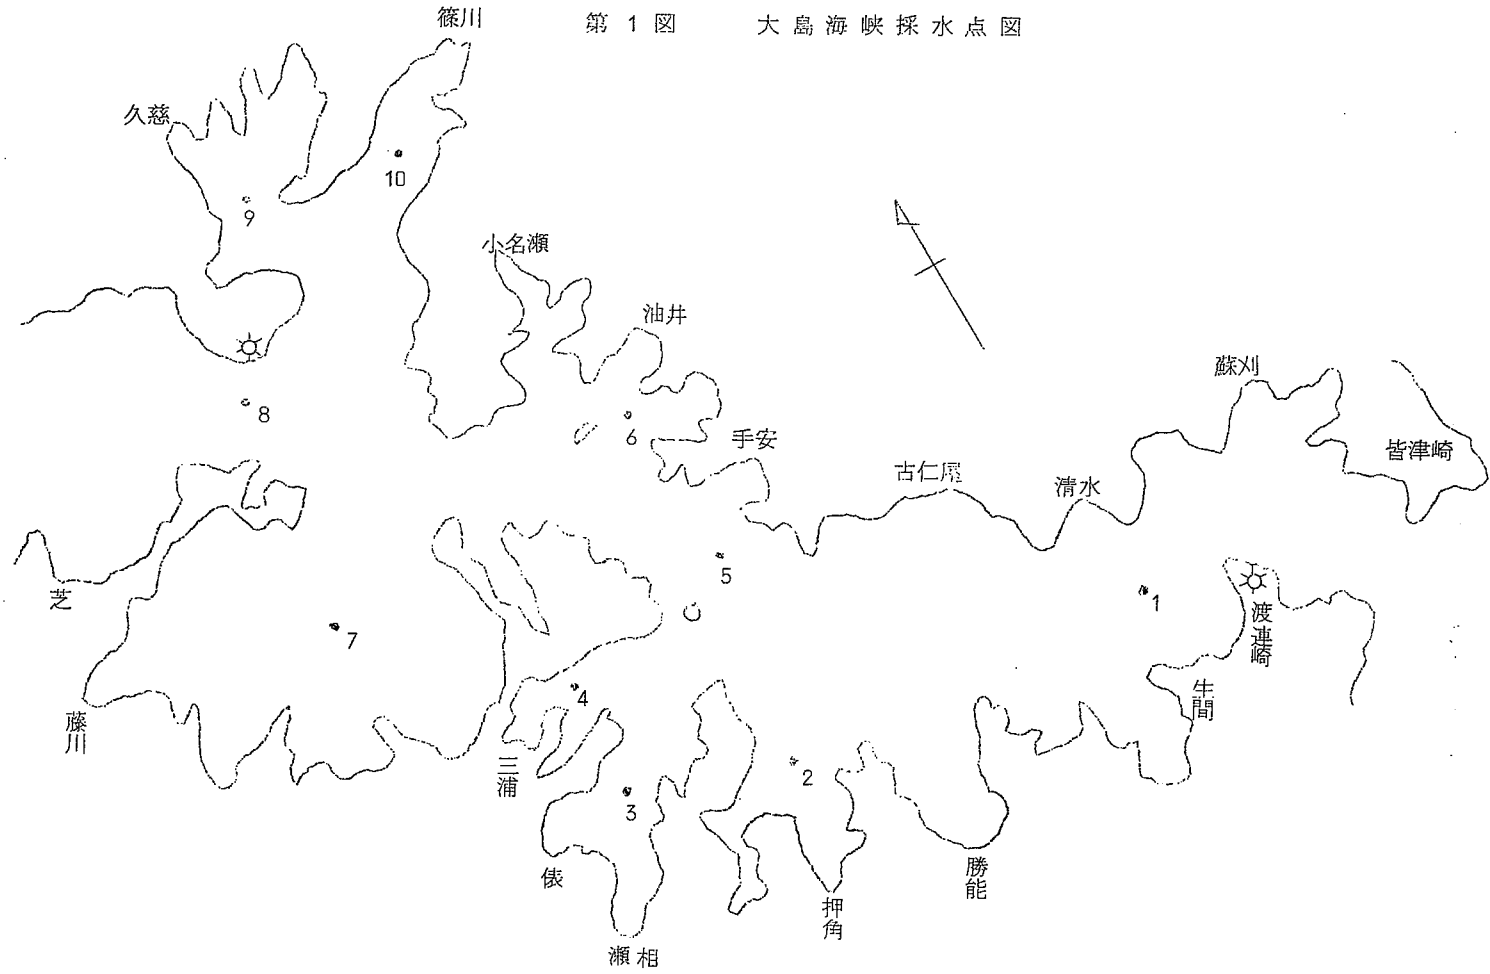 第1図 大島海峡採水点図
篠川
久慈
10
9
小名瀬
油井
蘇刈
8
6
手安
皆津崎
古仁屋
清水
5
芝
1
渡連崎
7
4
生間
藤川
三浦
2
3
俵
勝能
押角
瀬相